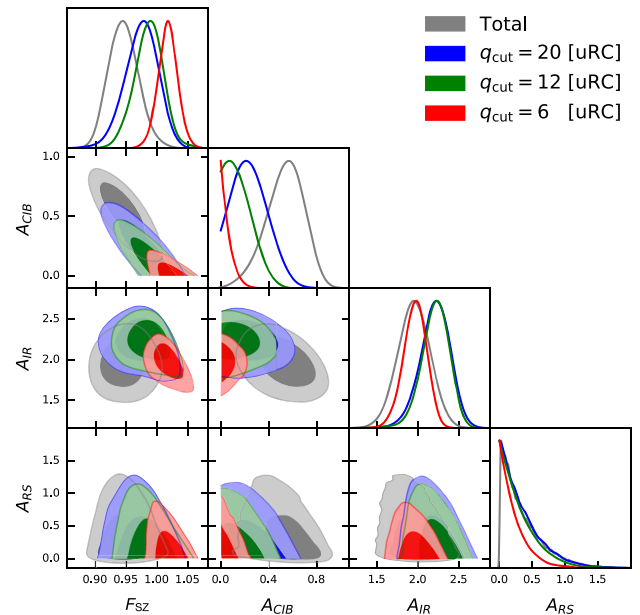 Total
q_cut = 20 [uRC]
q_cut = 12 [uRC]
q_cut = 6 [uRC]
1.0
0.5
0.0
A_CIB
2.5
2.0
1.5
A_IR
1.5
1.0
0.5
0.0
A_RS
0.90 0.95 1.00 1.05
0.0 0.4 0.8
1.5 2.0 2.5
0.0 0.5 1.0 1.5
F_SZ
A_CIB
A_IR
A_RS